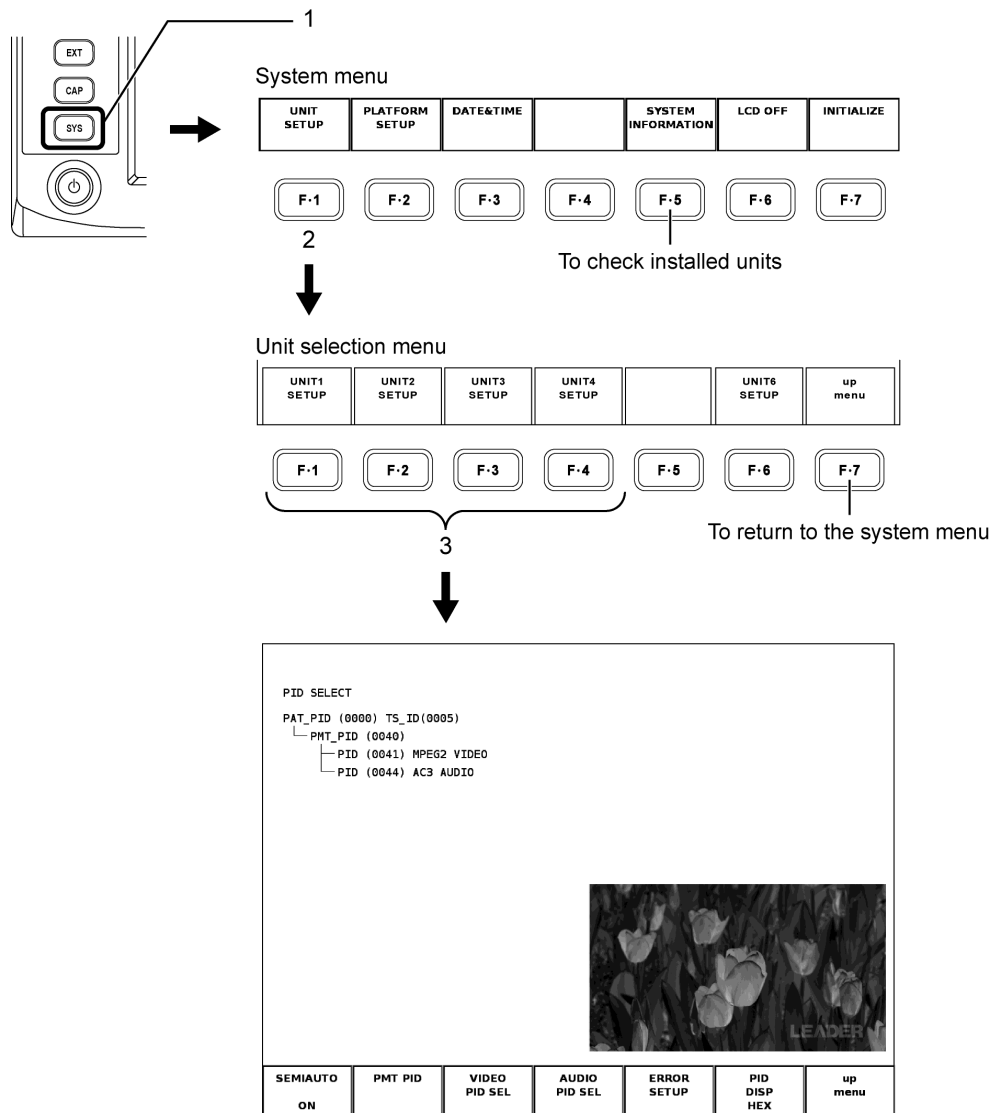 1
EXT
CAP
SYS
System menu
UNIT SETUP
PLATFORM SETUP
DATE&TIME
SYSTEM INFORMATION
LCD OFF
INITIALIZE
F·1
F·2
F·3
F·4
F·5
F·6
F·7
2
To check installed units
Unit selection menu
UNIT1 SETUP
UNIT2 SETUP
UNIT3 SETUP
UNIT4 SETUP
UNIT6 SETUP
up menu
F·1
F·2
F·3
F·4
F·5
F·6
F·7
3
To return to the system menu
PID SELECT
PAT_PID (0000) TS_ID(0005)
PMT_PID (0040)
PID (0041) MPEG2 VIDEO
PID (0044) AC3 AUDIO
LEADER
SEMIAUTO ON
PMT PID
VIDEO PID SEL
AUDIO PID SEL
ERROR SETUP
PID DISP HEX
up menu